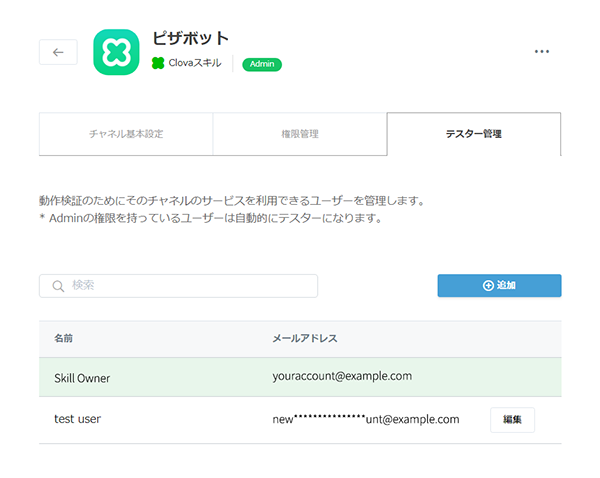 ピザボット
Clovaスキル Admin
チャネル基本設定 権限管理 テスター管理
動作検証のためにそのチャネルのサービスを利用できるユーザーを管理します。
* Adminの権限を持っているユーザーは自動的にテスターになります。
検索 追加
名前 メールアドレス
Skill Owner youraccount@example.com
test user new***************unt@example.com 編集